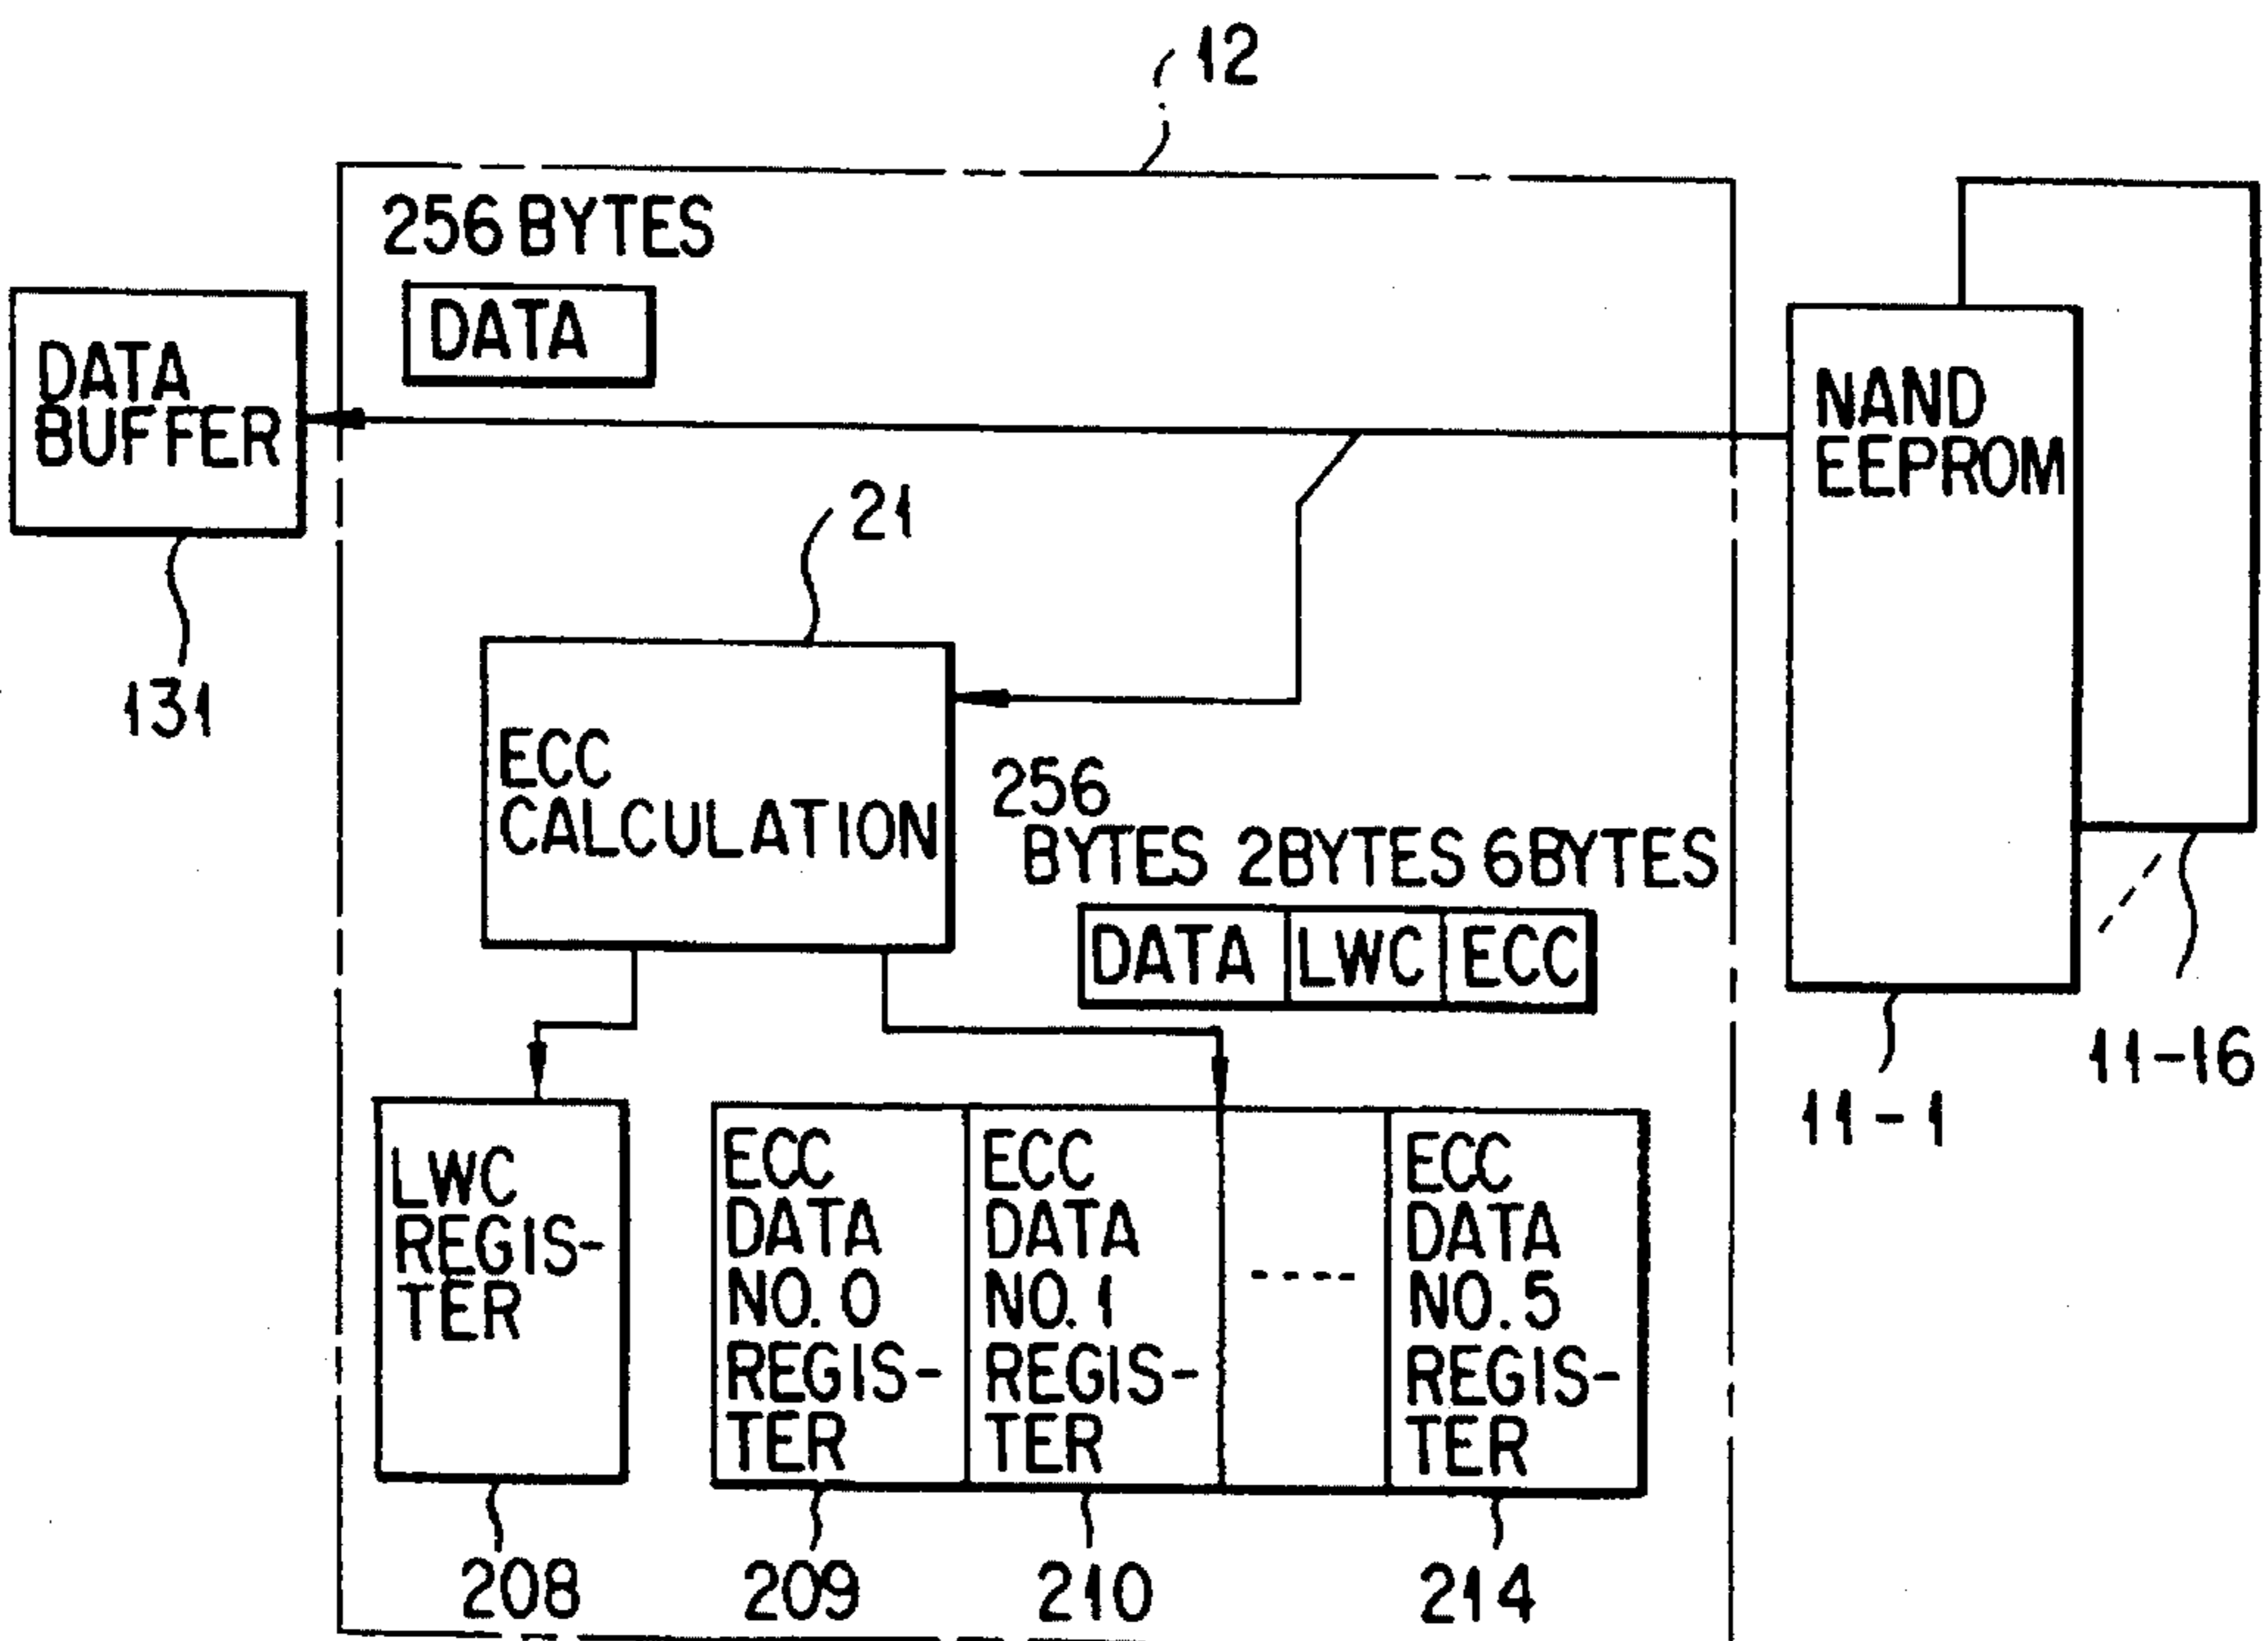 12
256 BYTES
DATA
DATA
BUFFER
131
NAND
EEPROM
21
ECC
CALCULATION
256
BYTES 2BYTES 6BYTES
DATA LWC ECC
11-16
11-1
LWC
REGIS-
TER
ECC
DATA
NO. 0
REGIS-
TER
ECC
DATA
NO. 1
REGIS-
TER
----
ECC
DATA
NO. 5
REGIS-
TER
208
209
210
214